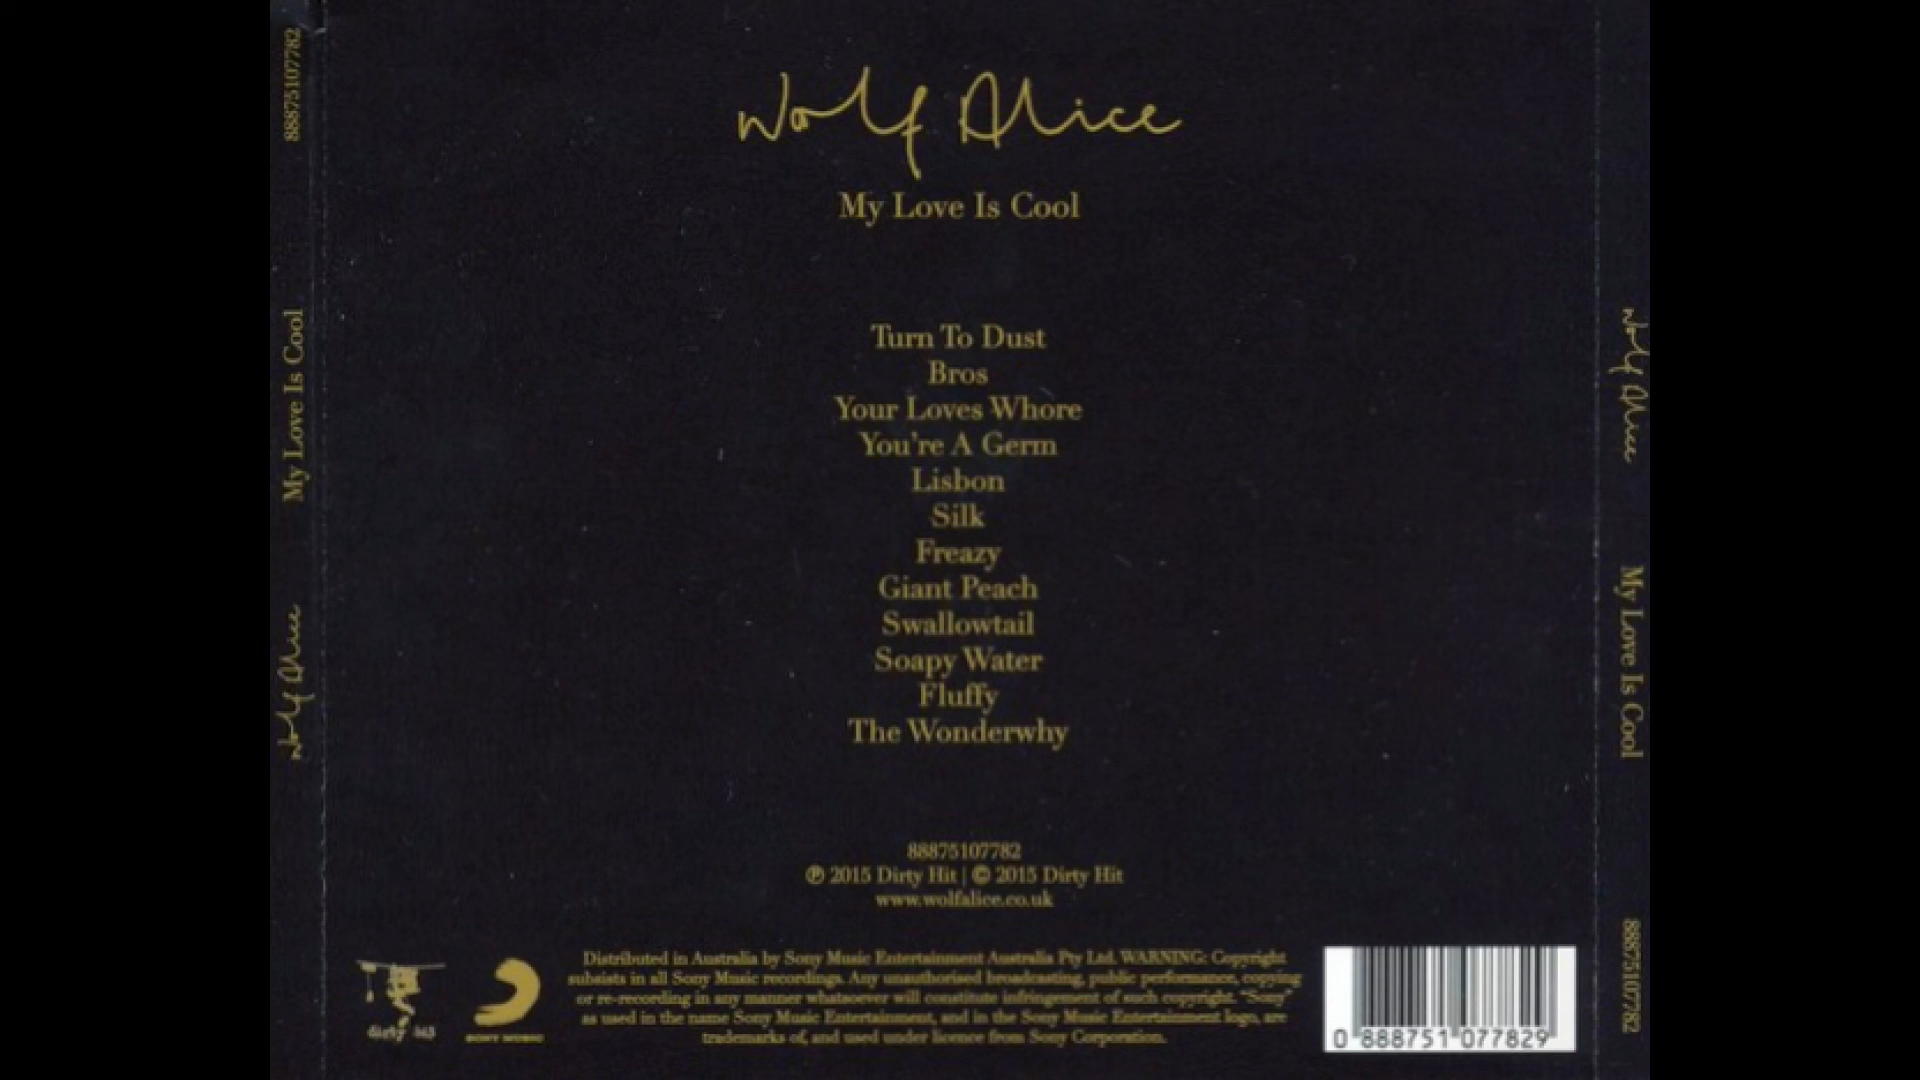 Wolf Alice
My Love Is Cool
Turn To Dust
Bros
Your Loves Whore
You're A Germ
Lisbon
Silk
Freazy
Giant Peach
Swallowtail
Soapy Water
Fluffy
The Wonderwhy
88875107782
℗ 2015 Dirty Hit | © 2015 Dirty Hit
www.wolfalice.co.uk
Distributed in Australia by Sony Music Entertainment Australia Pty Ltd. WARNING: Copyright
subsists in all Sony Music recordings. Any unauthorised broadcasting, public performance, copying
or re-recording in any manner whatsoever will constitute infringement of such copyright. "Sony"
as used in the name Sony Music Entertainment, and in the Sony Music Entertainment logo, are
trademarks of, and used under licence from Sony Corporation.
dirty hit
SONY MUSIC
0 888751 077829
88875107782
My Love Is Cool
Wolf Alice
Wolf Alice
My Love Is Cool
88875107782